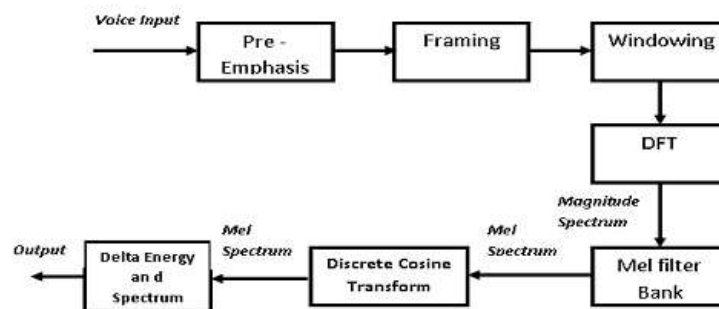 Voice Input
Pre -
Emphasis
Framing
Windowing
DFT
Magnitude
Spectrum
Mel filter
Bank
Mel
Spectrum
Discrete Cosine
Transform
Mel
Spectrum
Delta Energy
an d
Spectrum
Output